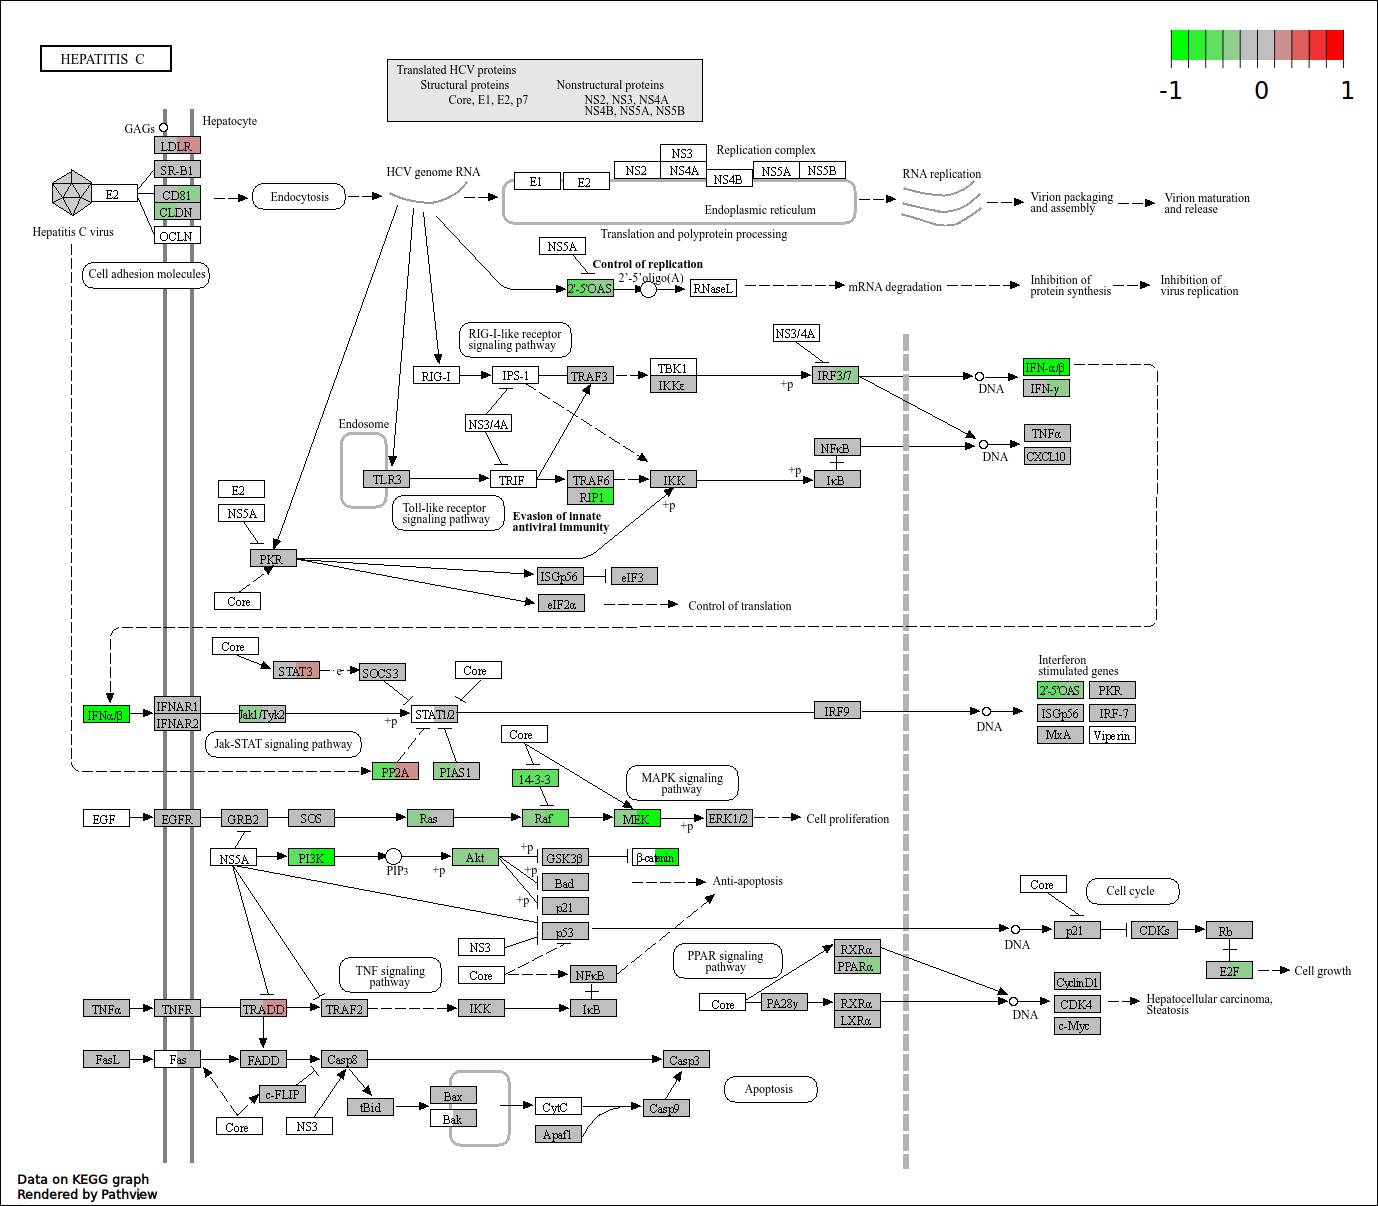 HEPATITIS C
-1 0 1
Translated HCV proteins
Structural proteins Nonstructural proteins
Core, E1, E2, p7 NS2, NS3, NS4A
NS4B, NS5A, NS5B
GAGs
Hepatocyte
LDLR
SR-B1
CD81
CLDN
OCLN
E2
Hepatitis C virus
Cell adhesion molecules
Endocytosis
HCV genome RNA
E1
E2
NS2
NS3
NS4A
NS4B
NS5A
NS5B
Replication complex
Endoplasmic reticulum
Translation and polyprotein processing
RNA replication
Virion packaging
and assembly
Virion maturation
and release
NS5A
Control of replication
2'-5'oligo(A)
2'-5'OAS
RNaseL
mRNA degradation
Inhibition of
protein synthesis
Inhibition of
virus replication
RIG-I-like receptor
signaling pathway
NS3/4A
RIG-I
IPS-1
TRAF3
TBK1
IKKε
+p
IRF3/7
DNA
IFN-α/β
IFN-γ
NS3/4A
Endosome
TLR3
TRIF
TRAF6
RIP1
IKK
+p
+p
NFκB
IκB
DNA
TNFα
CXCL10
Toll-like receptor
signaling pathway
Evasion of innate
antiviral immunity
E2
NS5A
PKR
Core
ISGp56
eIF3
eIF2α
Control of translation
Core
STAT3
e
SOCS3
Core
IFNα/β
IFNAR1
IFNAR2
Jak1/Tyk2
+p
STAT1/2
IRF9
DNA
Interferon
stimulated genes
2'-5'OAS
PKR
ISGp56
IRF-7
MxA
Viperin
Jak-STAT signaling pathway
PP2A
PIAS1
Core
14-3-3
MAPK signaling
pathway
EGF
EGFR
GRB2
SOS
Ras
Raf
MEK
+p
ERK1/2
Cell proliferation
NS5A
PI3K
PIP3
+p
Akt
+p
+p
+p
GSK3β
β-catenin
Bad
p21
p53
Anti-apoptosis
NS3
Core
NFκB
IκB
TNF signaling
pathway
TNFα
TNFR
TRADD
TRAF2
IKK
PPAR signaling
pathway
Core
PA28γ
RXRα
PPARα
RXRα
LXRα
Core
Cell cycle
DNA
p21
CDKs
Rb
E2F
Cell growth
DNA
CyclinD1
CDK4
c-Myc
Hepatocellular carcinoma,
Steatosis
FasL
Fas
FADD
Casp8
Casp3
c-FLIP
Core
NS3
tBid
Bax
Bak
CytC
Apaf1
Casp9
Apoptosis
Data on KEGG graph
Rendered by Pathview